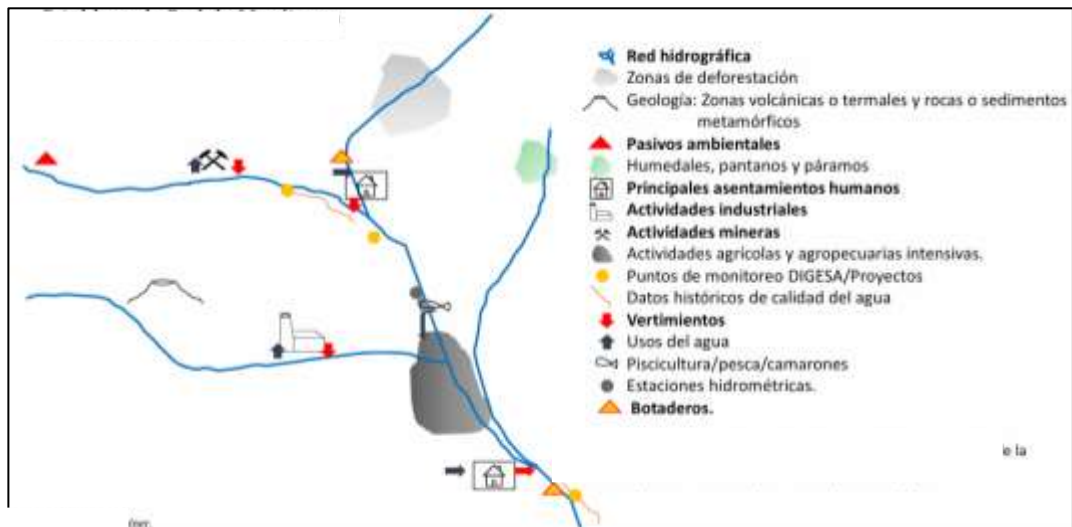 Red hidrográfica
Zonas de deforestación
Geología: Zonas volcánicas o termales y rocas o sedimentos
metamórficos
Pasivos ambientales
Humedales, pantanos y páramos
Principales asentamientos humanos
Actividades industriales
Actividades mineras
Actividades agrícolas y agropecuarias intensivas.
Puntos de monitoreo DIGESA/Proyectos
Datos históricos de calidad del agua
Vertimientos
Usos del agua
Piscicultura/pesca/camarones
Estaciones hidrométricas.
Botaderos.
e la